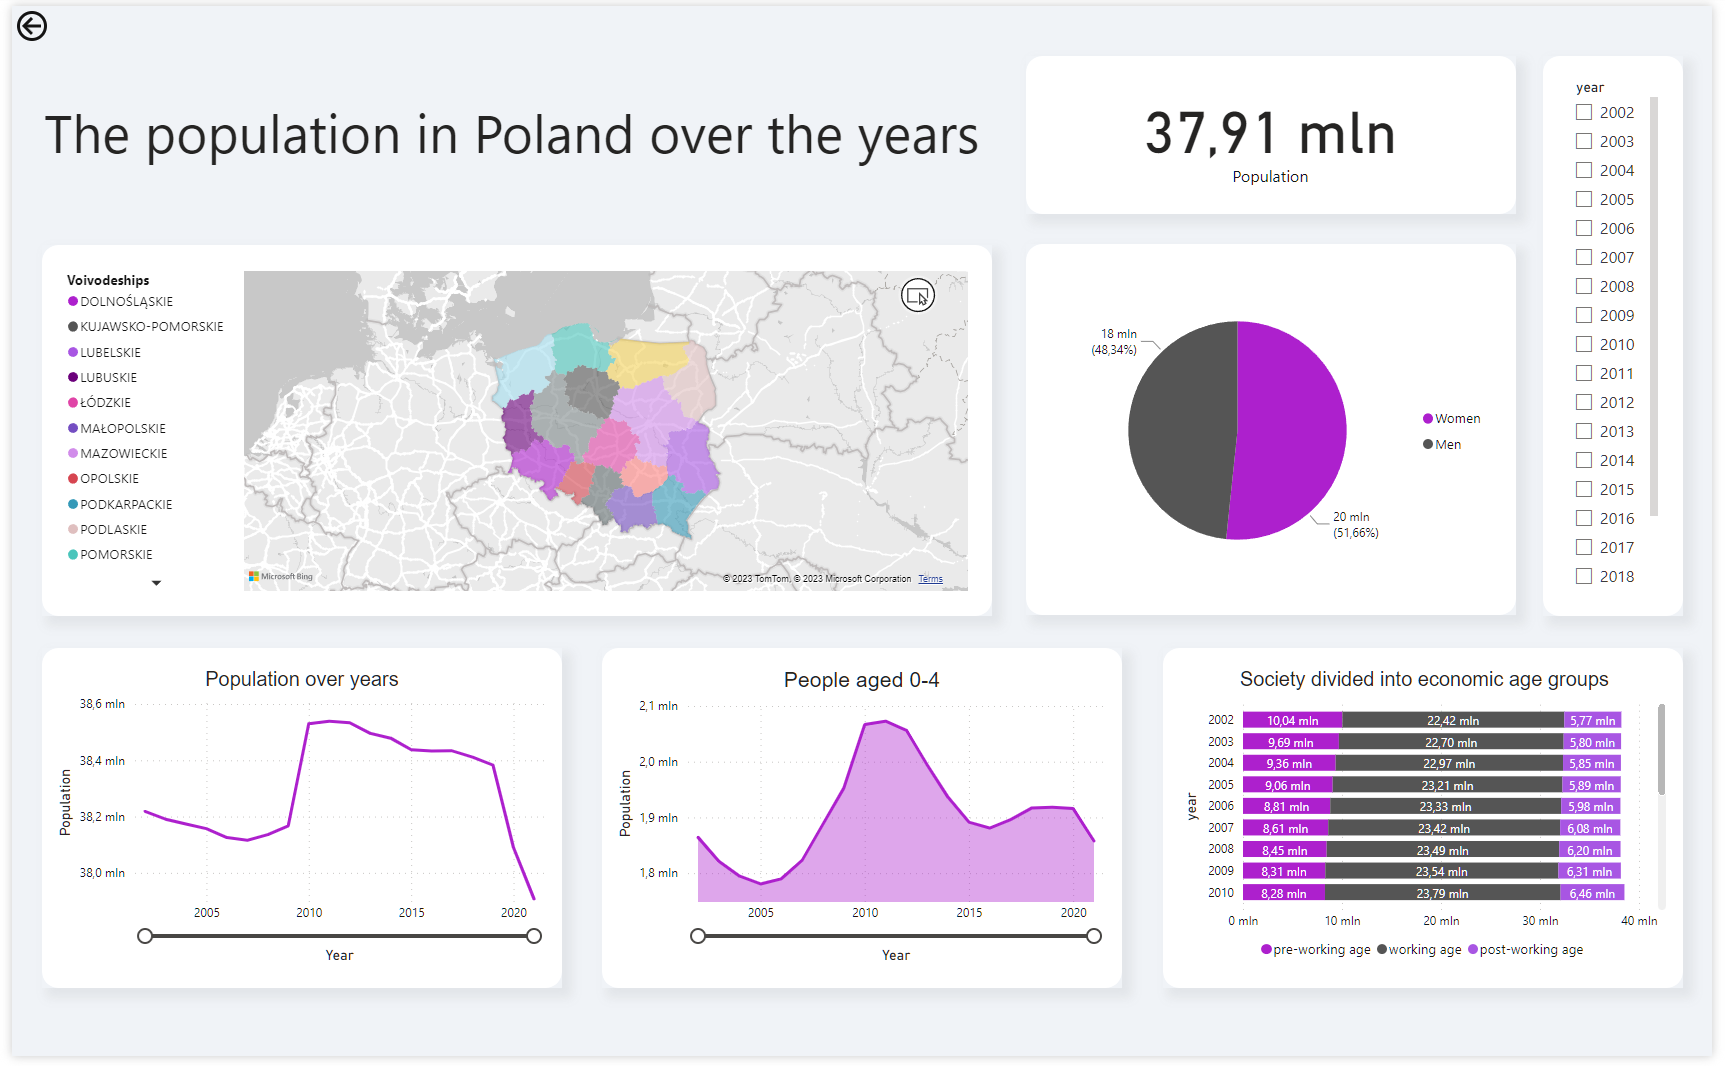 The population in Poland over the years
37,91 mln
Population
year
2002
2003
2004
2005
2006
2007
2008
2009
2010
2011
2012
2013
2014
2015
2016
2017
2018
Voivodeships
DOLNOŚLĄSKIE
KUJAWSKO-POMORSKIE
LUBELSKIE
LUBUSKIE
ŁÓDZKIE
MAŁOPOLSKIE
MAZOWIECKIE
OPOLSKIE
PODKARPACKIE
PODLASKIE
POMORSKIE
Microsoft Bing
© 2023 TomTom, © 2023 Microsoft Corporation Terms
18 mln
(48,34%)
20 mln
(51,66%)
Women
Men
Population over years
Population
38,6 mln
38,4 mln
38,2 mln
38,0 mln
2005 2010 2015 2020
Year
People aged 0-4
Population
2,1 mln
2,0 mln
1,9 mln
1,8 mln
2005 2010 2015 2020
Year
Society divided into economic age groups
year
2002 10,04 mln 22,42 mln 5,77 mln
2003 9,69 mln 22,70 mln 5,80 mln
2004 9,36 mln 22,97 mln 5,85 mln
2005 9,06 mln 23,21 mln 5,89 mln
2006 8,81 mln 23,33 mln 5,98 mln
2007 8,61 mln 23,42 mln 6,08 mln
2008 8,45 mln 23,49 mln 6,20 mln
2009 8,31 mln 23,54 mln 6,31 mln
2010 8,28 mln 23,79 mln 6,46 mln
0 mln 10 mln 20 mln 30 mln 40 mln
pre-working age working age post-working age